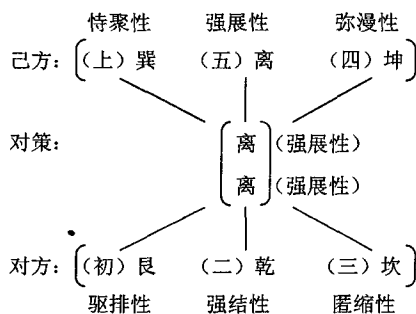 恃聚性 强展性 弥漫性
己方：（上）巽 （五）离 （四）坤
对策： 离（强展性）
离（强展性）
对方：（初）艮 （二）乾 （三）坎
驱排性 强结性 匿缩性